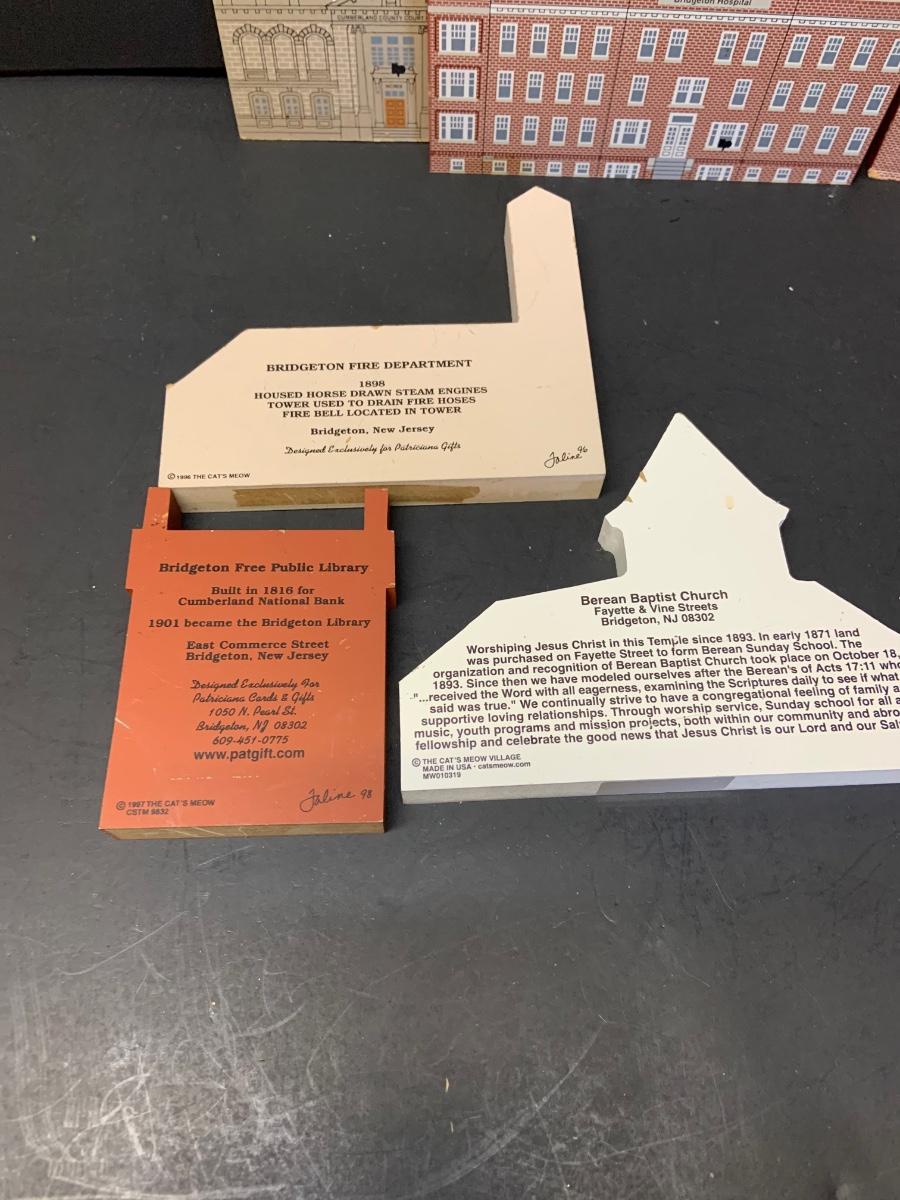 CUMBERLAND COUNTY COURT
Bridgeton Hospital
BRIDGETON FIRE DEPARTMENT
1898
HOUSED HORSE DRAWN STEAM ENGINES
TOWER USED TO DRAIN FIRE HOSES
FIRE BELL LOCATED IN TOWER
Bridgeton, New Jersey
Designed Exclusively for Patriciana Gifts
Faline 96
©1996 THE CAT'S MEOW
Bridgeton Free Public Library
Built in 1816 for
Cumberland National Bank
1901 became the Bridgeton Library
East Commerce Street
Bridgeton, New Jersey
Designed Exclusively For
Patriciana Cards & Gifts
1050 N. Pearl St.
Bridgeton, NJ 08302
609-451-0775
www.patgift.com
©1997 THE CAT'S MEOW
CSTM 9832
Faline 98
Berean Baptist Church
Fayette & Vine Streets
Bridgeton, NJ 08302
Worshiping Jesus Christ in this Temple since 1893. In early 1871 land
was purchased on Fayette Street to form Berean Sunday School. The
organization and recognition of Berean Baptist Church took place on October 18,
1893. Since then we have modeled ourselves after the Berean's of Acts 17:11 who
"...received the Word with all eagerness, examining the Scriptures daily to see if what
said was true." We continually strive to have a congregational feeling of family a
supportive loving relationships. Through worship service, Sunday school for all a
music, youth programs and mission projects, both within our community and abro
fellowship and celebrate the good news that Jesus Christ is our Lord and our Sa
© THE CAT'S MEOW VILLAGE
MADE IN USA · catsmeow.com
MW010319